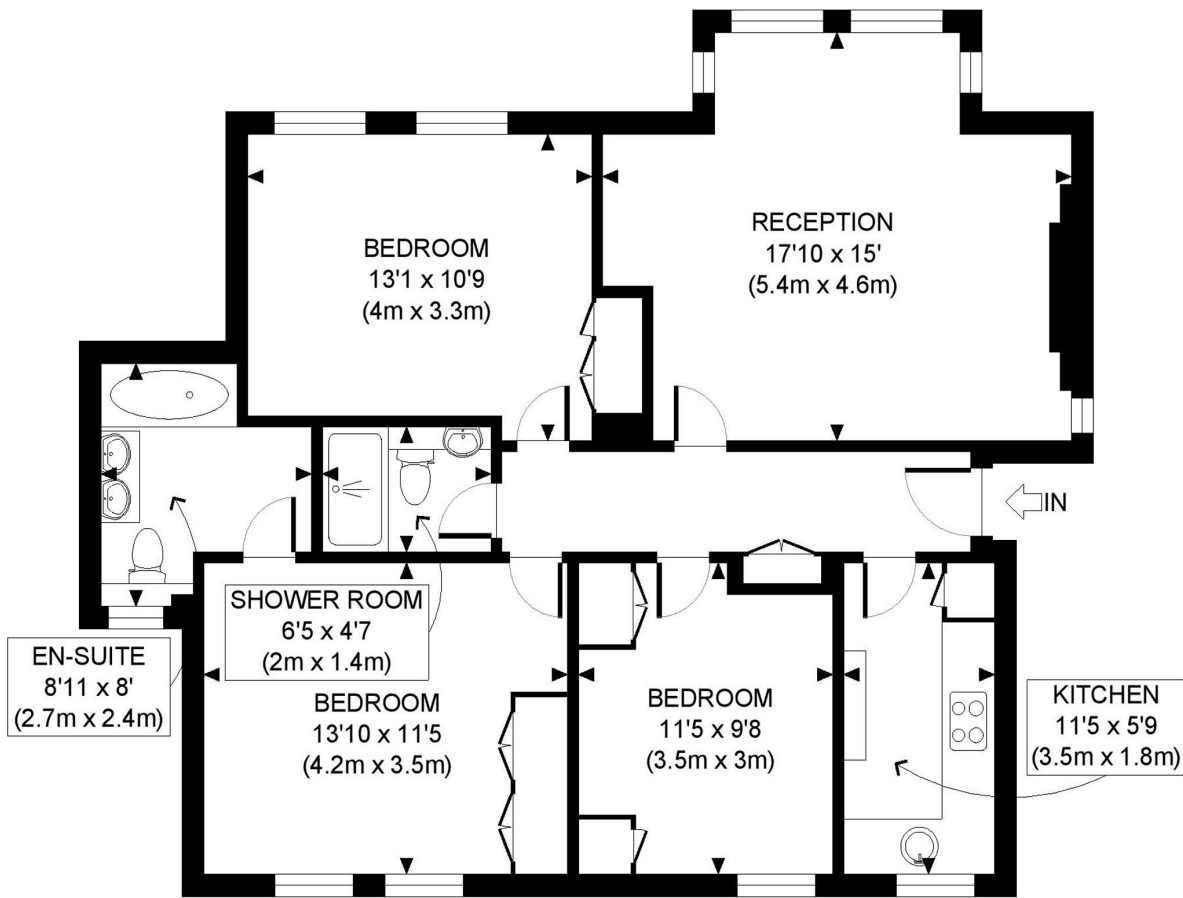 RECEPTION
17'10 x 15'
(5.4m x 4.6m)
BEDROOM
13'1 x 10'9
(4m x 3.3m)
IN
SHOWER ROOM
6'5 x 4'7
(2m x 1.4m)
EN-SUITE
8'11 x 8'
(2.7m x 2.4m)
BEDROOM
13'10 x 11'5
(4.2m x 3.5m)
BEDROOM
11'5 x 9'8
(3.5m x 3m)
KITCHEN
11'5 x 5'9
(3.5m x 1.8m)